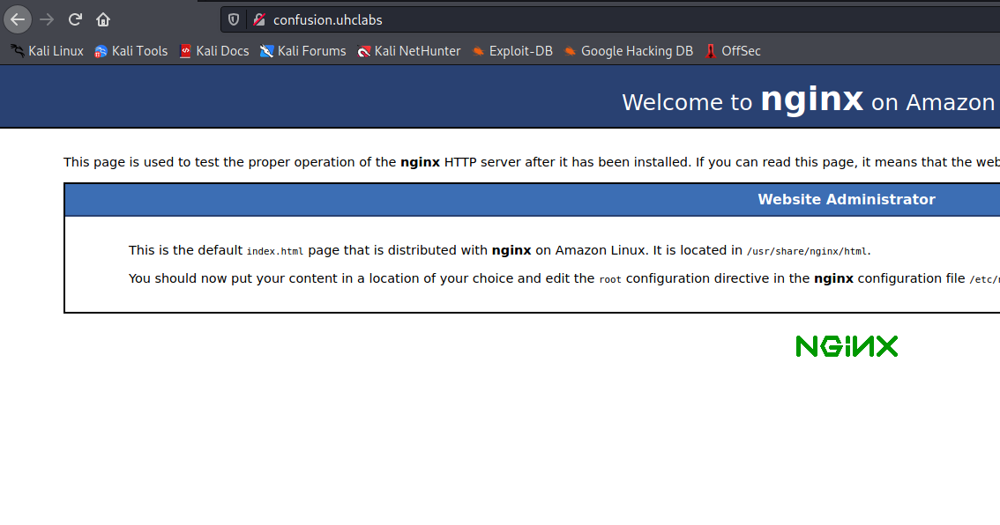 confusion.uhclabs
Kali Linux Kali Tools Kali Docs Kali Forums Kali NetHunter Exploit-DB Google Hacking DB OffSec
Welcome to nginx on Amazon
This page is used to test the proper operation of the nginx HTTP server after it has been installed. If you can read this page, it means that the web
Website Administrator
This is the default index.html page that is distributed with nginx on Amazon Linux. It is located in /usr/share/nginx/html.
You should now put your content in a location of your choice and edit the root configuration directive in the nginx configuration file /etc/
NGINX